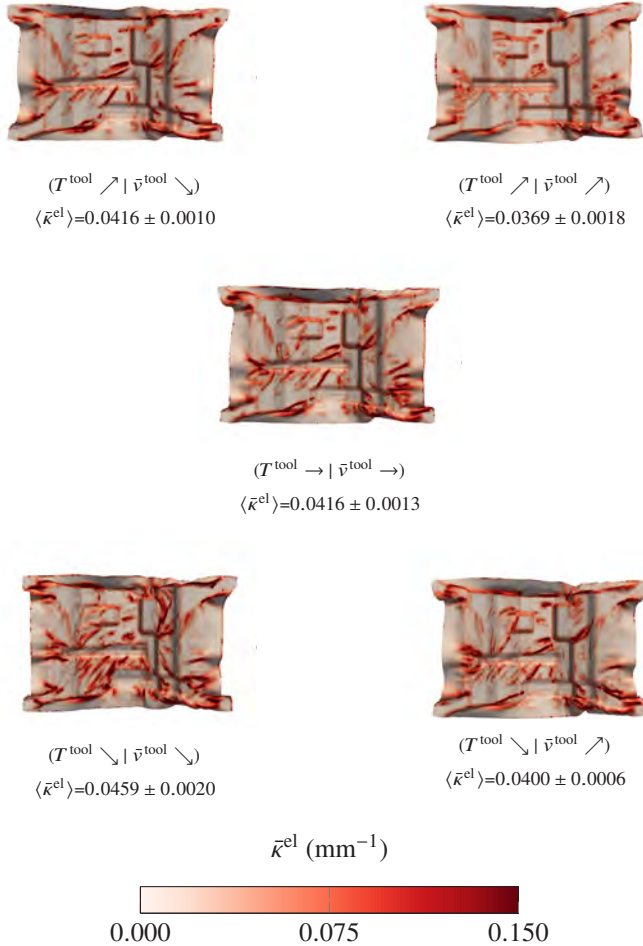 (T^tool ↗ | v̄^tool ↘) (T^tool ↗ | v̄^tool ↗)
⟨κ̄^el⟩=0.0416 ± 0.0010 ⟨κ̄^el⟩=0.0369 ± 0.0018
(T^tool → | v̄^tool →)
⟨κ̄^el⟩=0.0416 ± 0.0013
(T^tool ↘ | v̄^tool ↘) (T^tool ↘ | v̄^tool ↗)
⟨κ̄^el⟩=0.0459 ± 0.0020 ⟨κ̄^el⟩=0.0400 ± 0.0006
κ̄^el (mm⁻¹)
0.000 0.075 0.150